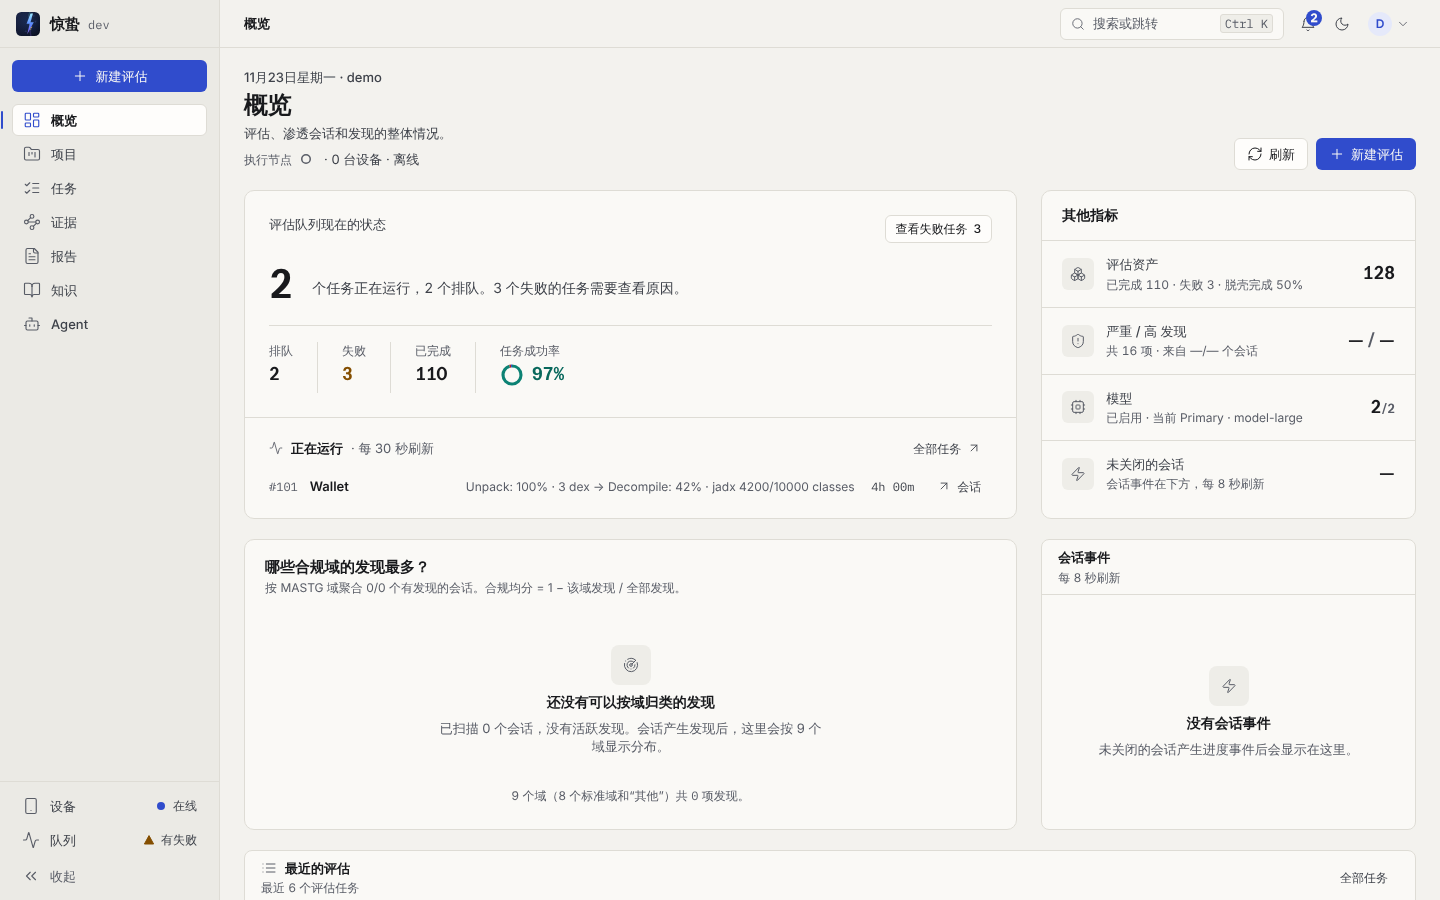 惊蛰 dev
新建评估
概览
项目
任务
证据
报告
知识
Agent
设备 在线
队列 有失败
收起
概览
搜索或跳转 Ctrl K
2
D
11月23日星期一 · demo
概览
评估、渗透会话和发现的整体情况。
执行节点 · 0 台设备 · 离线
刷新
新建评估
评估队列现在的状态
查看失败任务 3
2 个任务正在运行，2 个排队。3 个失败的任务需要查看原因。
排队 失败 已完成 任务成功率
2 3 110 97%
正在运行 · 每 30 秒刷新
全部任务
#101 Wallet Unpack: 100% · 3 dex → Decompile: 42% · jadx 4200/10000 classes 4h 00m 会话
其他指标
评估资产
已完成 110 · 失败 3 · 脱壳完成 50%
128
严重 / 高 发现
共 16 项 · 来自 —/— 个会话
— / —
模型
已启用 · 当前 Primary · model-large
2/2
未关闭的会话
会话事件在下方，每 8 秒刷新
—
哪些合规域的发现最多？
按 MASTG 域聚合 0/0 个有发现的会话。合规均分 = 1 − 该域发现 / 全部发现。
还没有可以按域归类的发现
已扫描 0 个会话，没有活跃发现。会话产生发现后，这里会按 9 个
域显示分布。
9 个域（8 个标准域和“其他”）共 0 项发现。
会话事件
每 8 秒刷新
没有会话事件
未关闭的会话产生进度事件后会显示在这里。
最近的评估
最近 6 个评估任务
全部任务